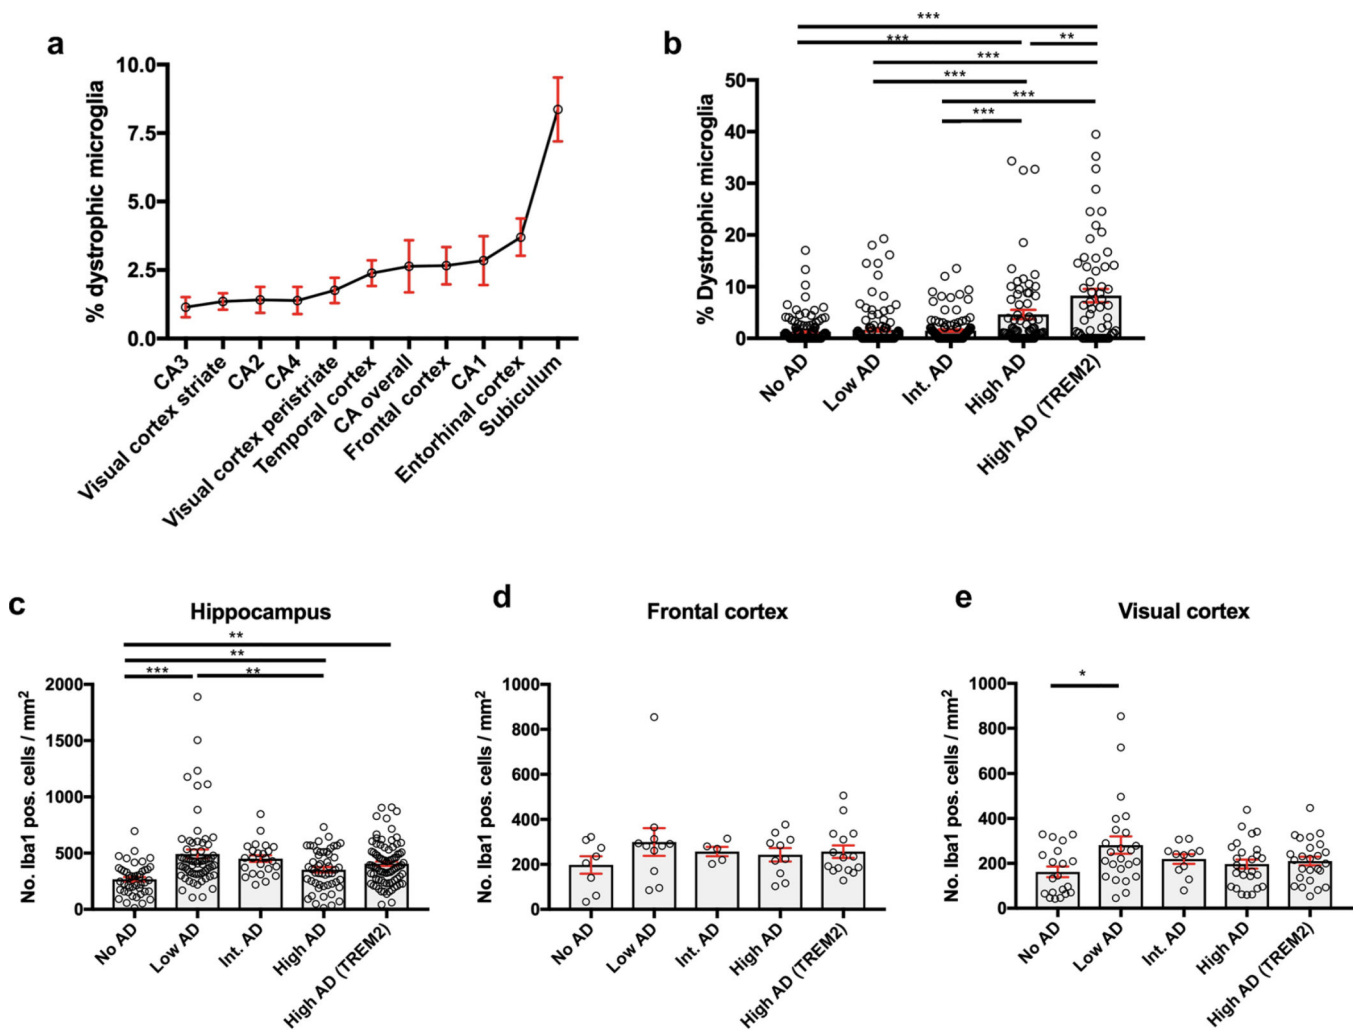 a
% dystrophic microglia
10.0
7.5
5.0
2.5
0.0
CA3
Visual cortex striate
CA2
CA4
Visual cortex peristriate
Temporal cortex
CA overall
Frontal cortex
CA1
Entorhinal cortex
Subiculum
b
***
***
**
***
***
***
***
% Dystrophic microglia
50
40
30
20
10
0
No AD
Low AD
Int. AD
High AD
High AD (TREM2)
c
Hippocampus
**
**
***
**
No. Iba1 pos. cells / mm²
2000
1500
1000
500
0
No AD
Low AD
Int. AD
High AD
High AD (TREM2)
d
Frontal cortex
No. Iba1 pos. cells / mm²
1000
800
600
400
200
0
No AD
Low AD
Int. AD
High AD
High AD (TREM2)
e
Visual cortex
*
No. Iba1 pos. cells / mm²
1000
800
600
400
200
0
No AD
Low AD
Int. AD
High AD
High AD (TREM2)